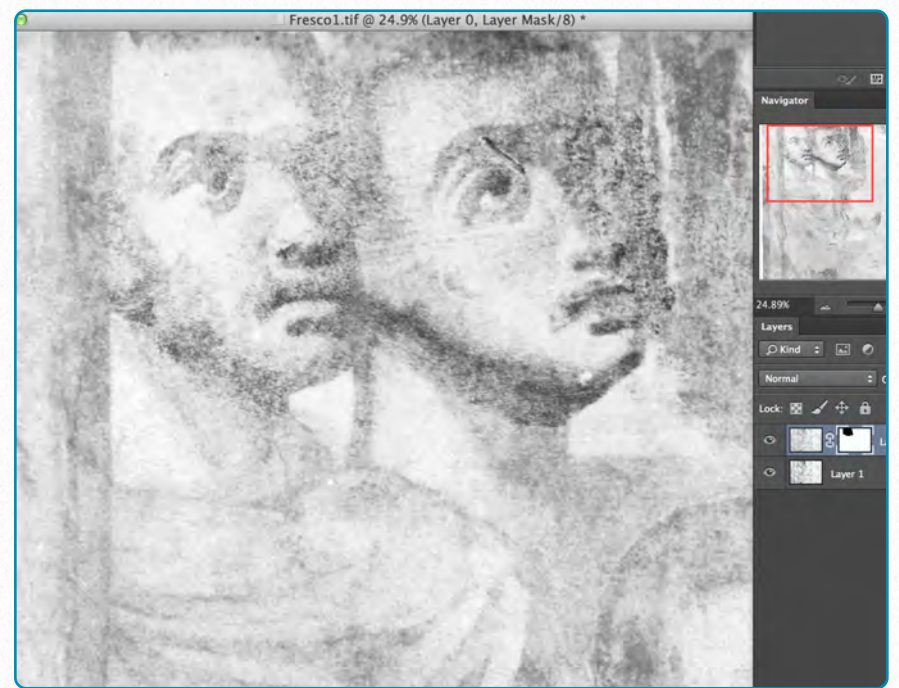 Fresco1.tif @ 24.9% (Layer 0, Layer Mask/8) *
Navigator
24.89%
Layers
Kind
Normal
Lock:
Layer 1